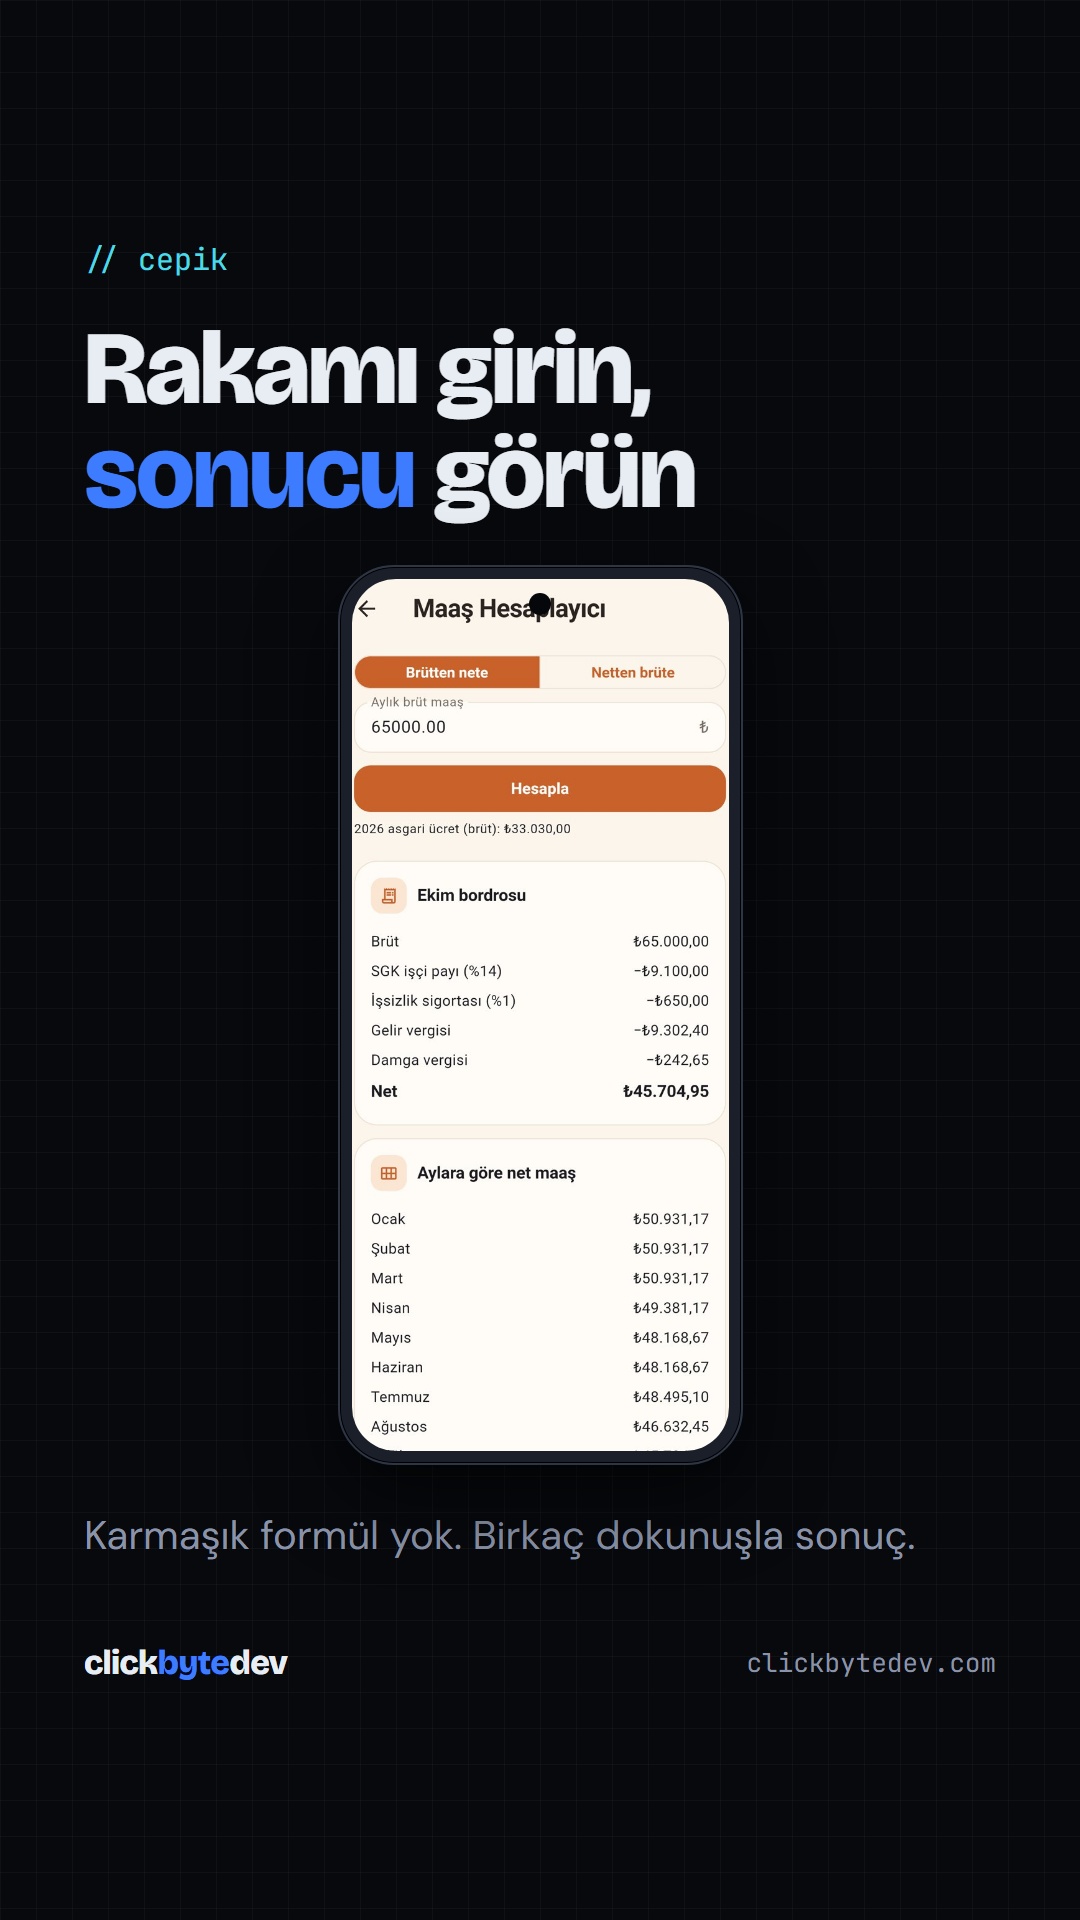 // cepik
Rakamı girin,
sonucu görün
Maaş Hesaplayıcı
Brütten nete
Netten brüte
Aylık brüt maaş
65000.00 ₺
Hesapla
2026 asgari ücret (brüt): ₺33.030,00
Ekim bordrosu
Brüt ₺65.000,00
SGK işçi payı (%14) −₺9.100,00
İşsizlik sigortası (%1) −₺650,00
Gelir vergisi −₺9.302,40
Damga vergisi −₺242,65
Net ₺45.704,95
Aylara göre net maaş
Ocak ₺50.931,17
Şubat ₺50.931,17
Mart ₺50.931,17
Nisan ₺49.381,17
Mayıs ₺48.168,67
Haziran ₺48.168,67
Temmuz ₺48.495,10
Ağustos ₺46.632,45
Karmaşık formül yok. Birkaç dokunuşla sonuç.
clickbytedev
clickbytedev.com